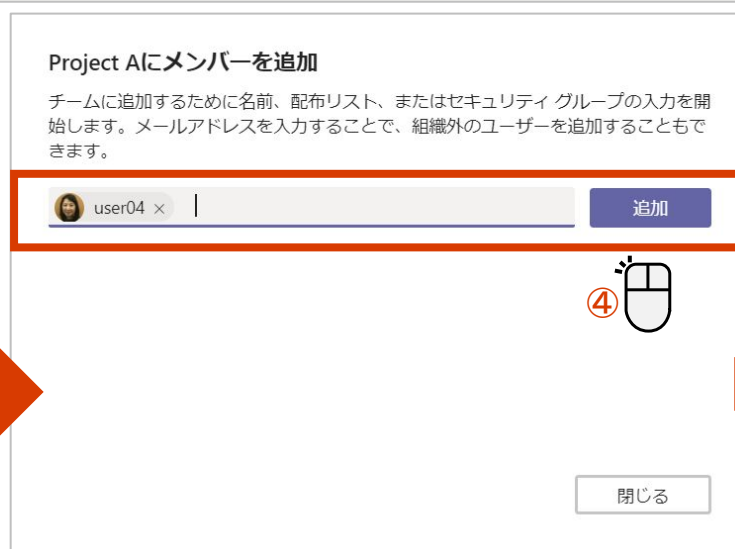 Project Aにメンバーを追加
チームに追加するために名前、配布リスト、またはセキュリティ グループの入力を開
始します。メールアドレスを入力することで、組織外のユーザーを追加することもで
きます。
user04 × 追加
④
閉じる